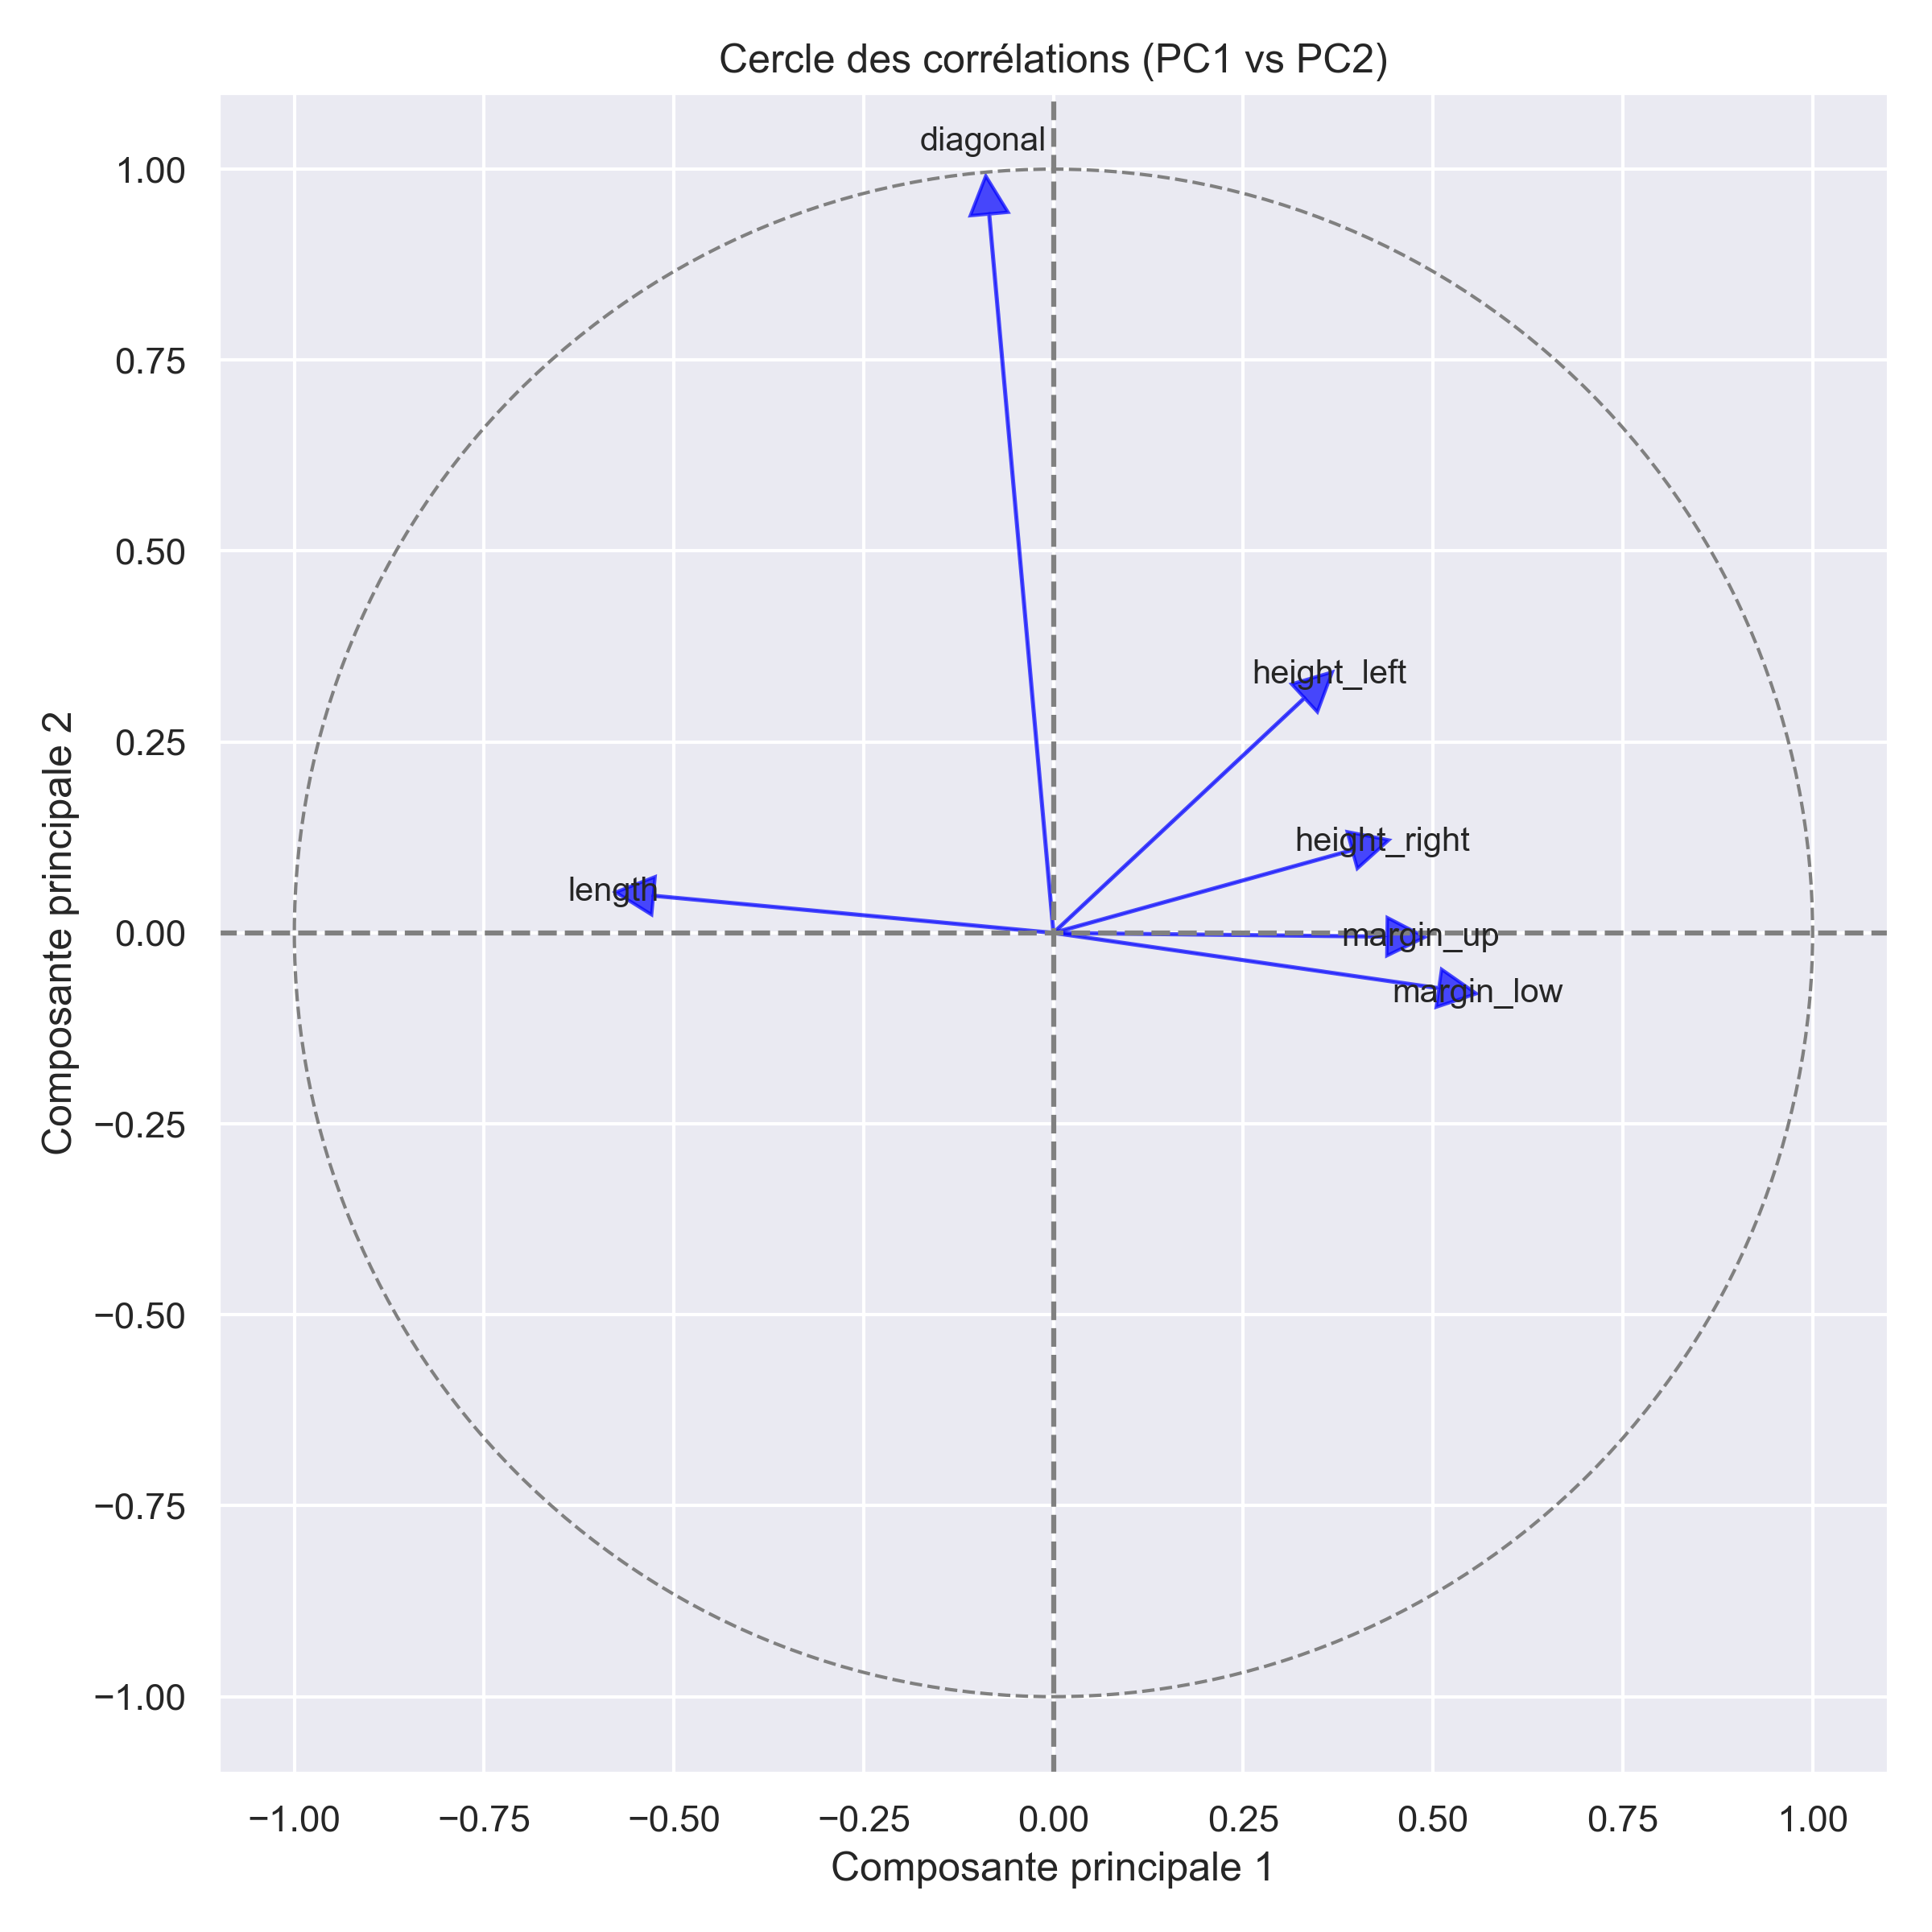 Cercle des corrélations (PC1 vs PC2)
diagonal
1.00
0.75
0.50
height_left
0.25
height_right
length
0.00
margin_up
margin_low
−0.25
−0.50
−0.75
−1.00
Composante principale 2
−1.00 −0.75 −0.50 −0.25 0.00 0.25 0.50 0.75 1.00
Composante principale 1